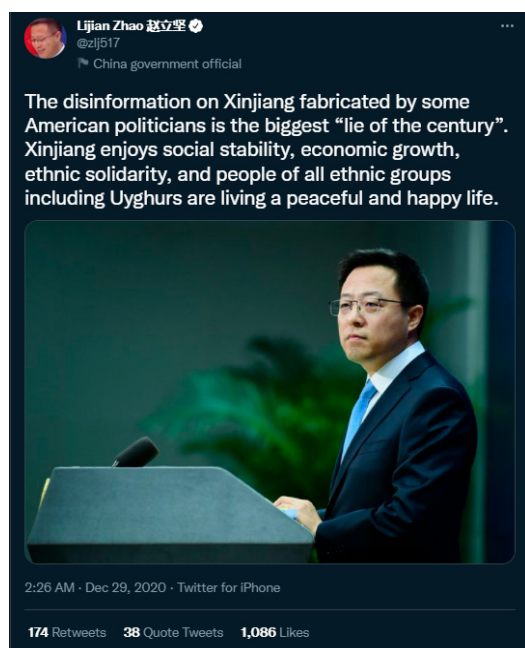 Lijian Zhao 赵立坚
@zlj517
China government official
The disinformation on Xinjiang fabricated by some
American politicians is the biggest “lie of the century”.
Xinjiang enjoys social stability, economic growth,
ethnic solidarity, and people of all ethnic groups
including Uyghurs are living a peaceful and happy life.
2:26 AM · Dec 29, 2020 · Twitter for iPhone
174 Retweets 38 Quote Tweets 1,086 Likes